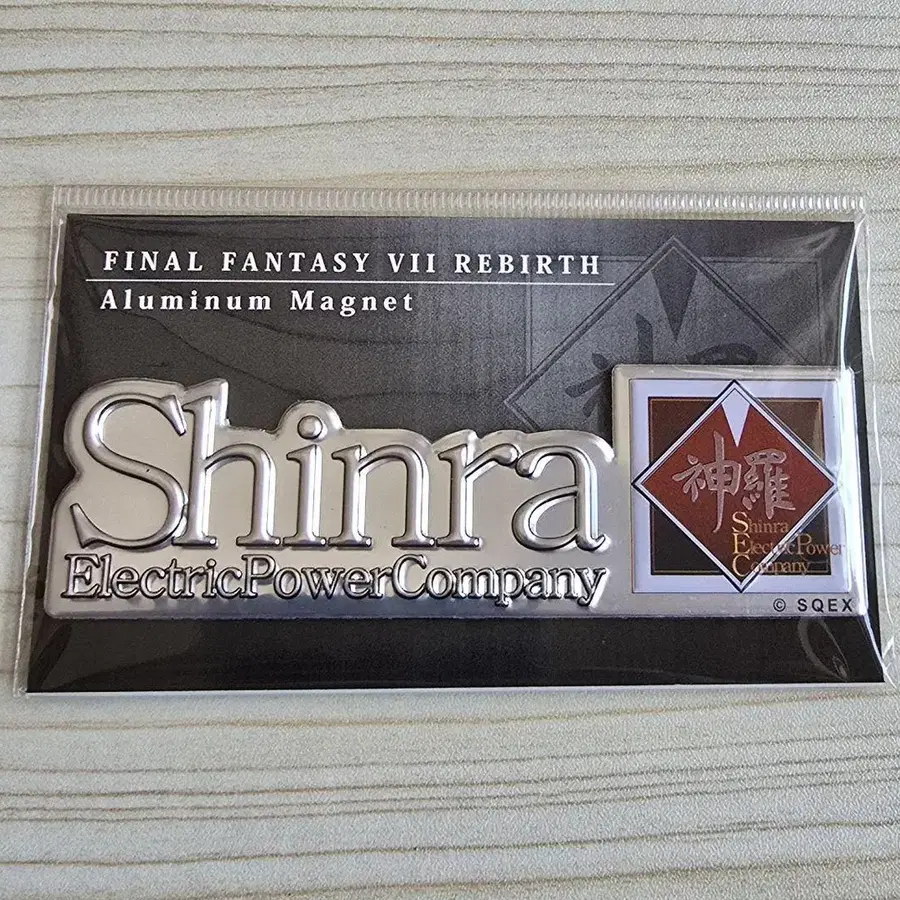 FINAL FANTASY VII REBIRTH
Aluminum Magnet
Shinra
ElectricPowerCompany
神羅
Shinra
ElectricPower
Company
© SQEX